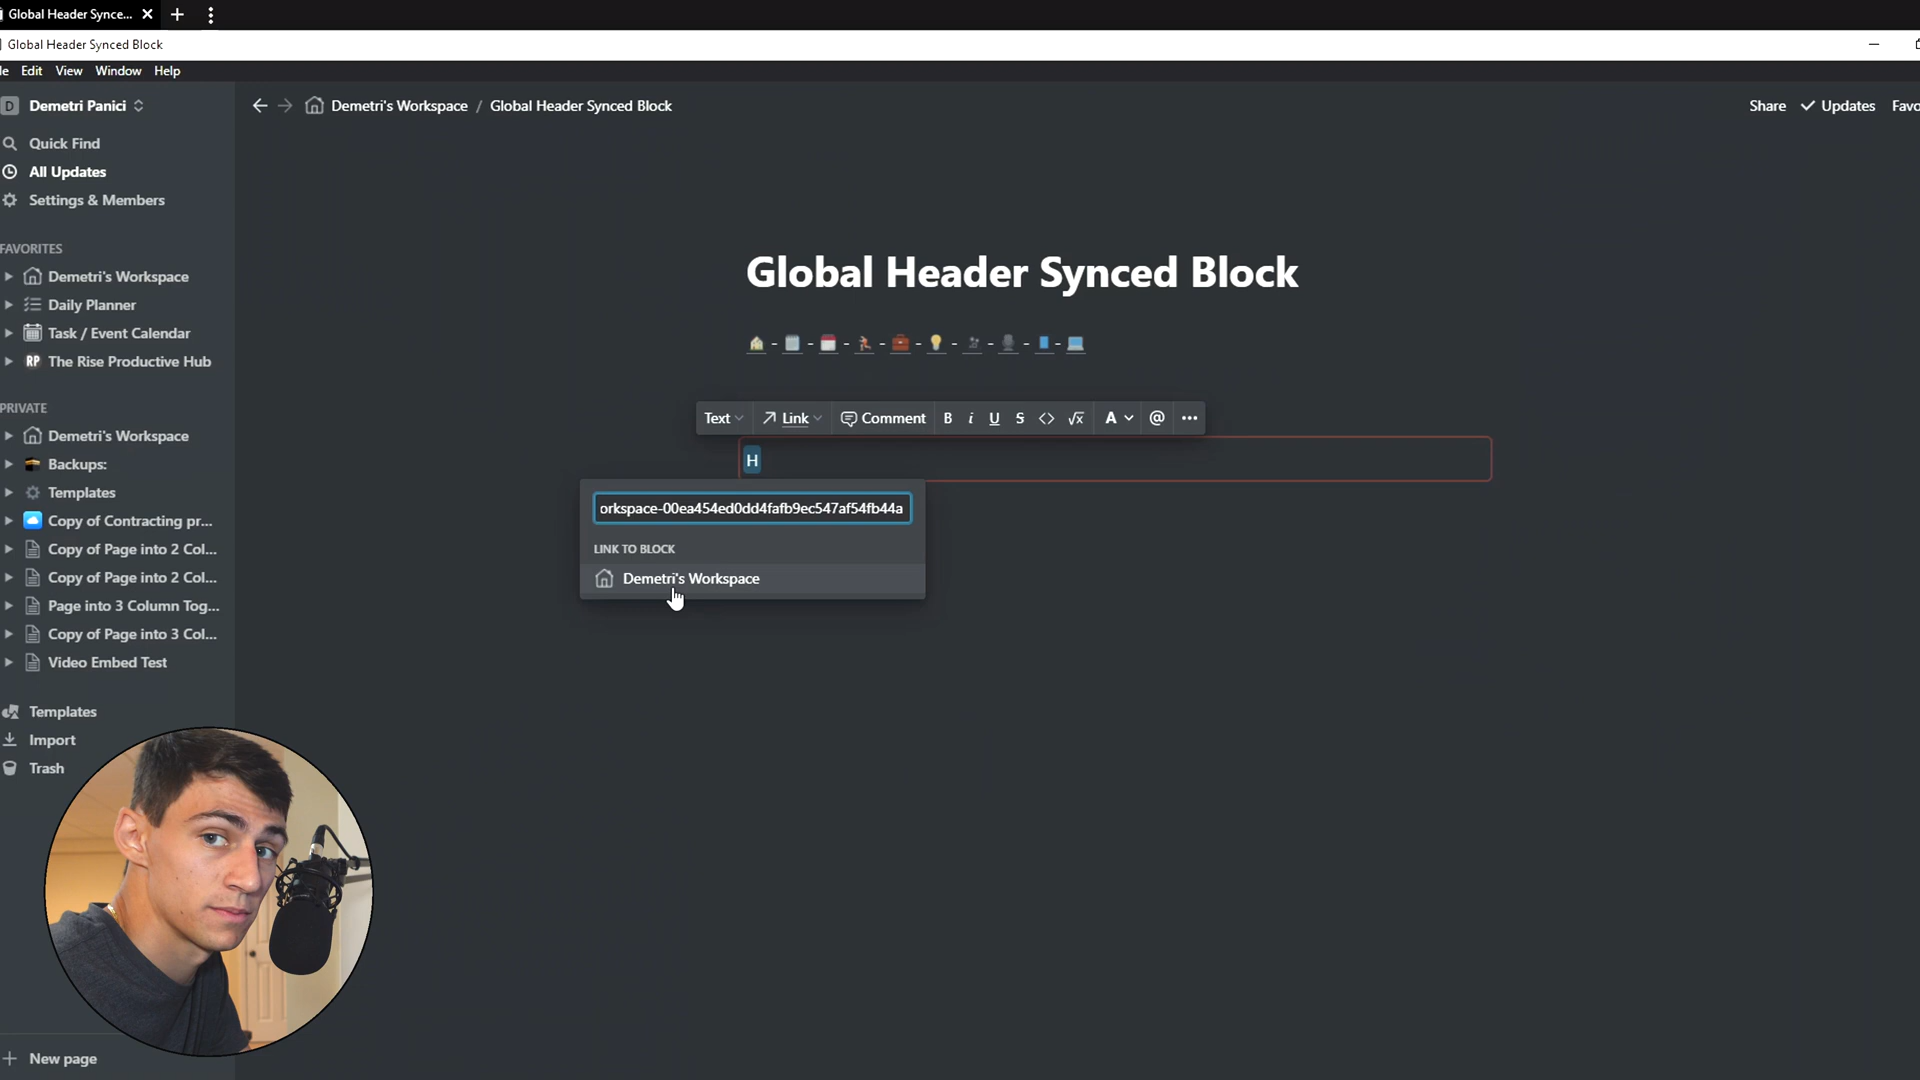 Global Header Synce...
Global Header Synced Block
Edit View Window Help
D Demetri Panici
Demetri's Workspace / Global Header Synced Block
Share Updates
Quick Find
All Updates
Settings & Members
FAVORITES
Demetri's Workspace
Daily Planner
Task / Event Calendar
RP The Rise Productive Hub
PRIVATE
Demetri's Workspace
Backups:
Templates
Copy of Contracting pr...
Copy of Page into 2 Col...
Copy of Page into 2 Col...
Page into 3 Column Tog...
Copy of Page into 3 Col...
Video Embed Test
Templates
Import
Trash
New page
Global Header Synced Block
- - - - - - - - -
Text Link Comment B i U S <> √x A @ •••
H
orkspace-00ea454ed0dd4fafb9ec547af54fb44a
LINK TO BLOCK
Demetri's Workspace